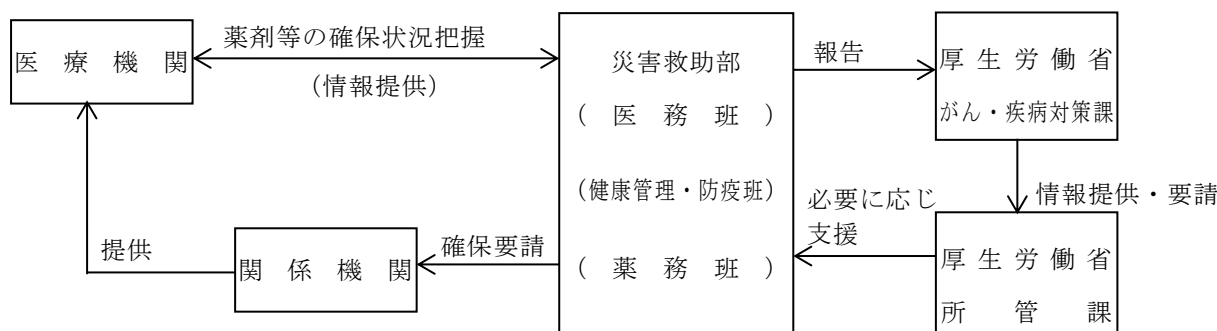 医療機関
薬剤等の確保状況把握
(情報提供)
災害救助部
(医務班)
(健康管理・防疫班)
(薬務班)
報告
厚生労働省
がん・疾病対策課
情報提供・要請
必要に応じ
支援
厚生労働省
所管課
確保要請
関係機関
提供